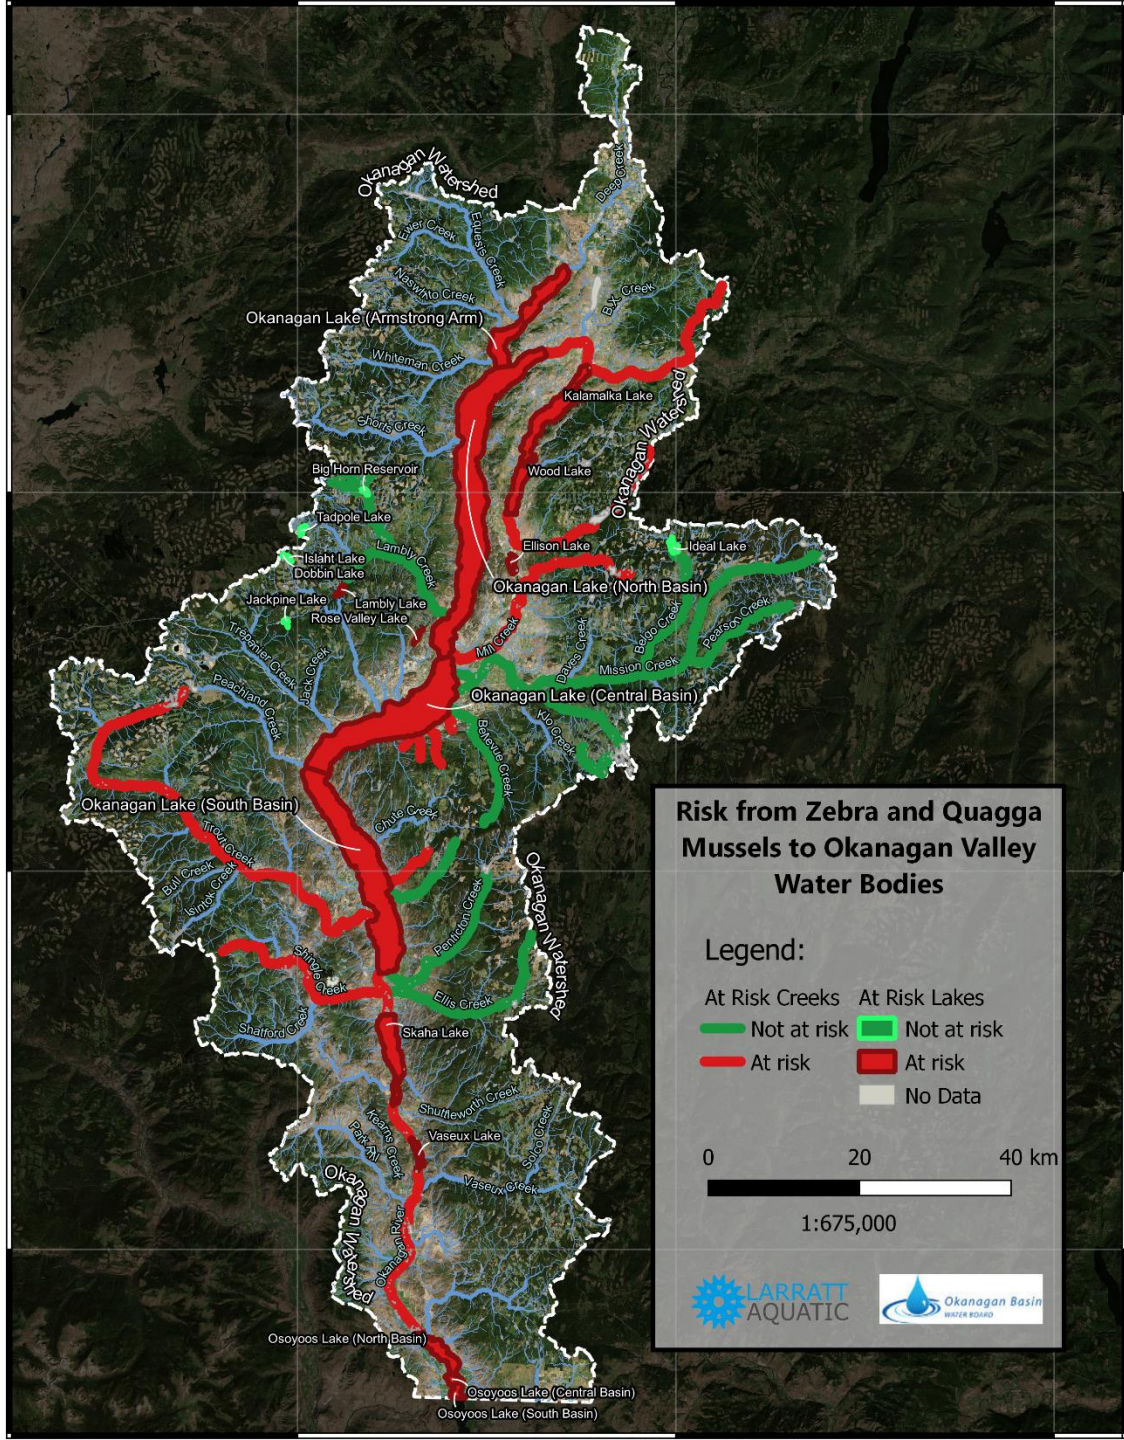 Okanagan Watershed
Deep Creek
Ewer Creek
Equesis Creek
Naswhito Creek
B.X. Creek
Okanagan Lake (Armstrong Arm)
Whiteman Creek
Kalamalka Lake
Okanagan Watershed
Shorts Creek
Big Horn Reservoir
Wood Lake
Tadpole Lake
Lambly Creek
Ellison Lake
Ideal Lake
Islaht Lake
Dobbin Lake
Okanagan Lake (North Basin)
Jackpine Lake
Lambly Lake
Rose Valley Lake
Trepenier Creek
Jack Creek
Mill Creek
Daves Creek
Belgo Creek
Pearson Creek
Mission Creek
Peachland Creek
Okanagan Lake (Central Basin)
Klo Creek
Bellevue Creek
Okanagan Lake (South Basin)
Chute Creek
Trout Creek
Bull Creek
Isintok Creek
Okanagan Watershed
Penticton Creek
Shingle Creek
Ellis Creek
Shatford Creek
Skaha Lake
Shuttleworth Creek
Kearns Creek
Park Rill
Vaseux Lake
Solco Creek
Vaseux Creek
Okanagan Watershed
Okanagan River
Osoyoos Lake (North Basin)
Osoyoos Lake (Central Basin)
Osoyoos Lake (South Basin)
Risk from Zebra and Quagga
Mussels to Okanagan Valley
Water Bodies
Legend:
At Risk Creeks At Risk Lakes
Not at risk Not at risk
At risk At risk
No Data
0 20 40 km
1:675,000
LARRATT
AQUATIC
Okanagan Basin
WATER BOARD